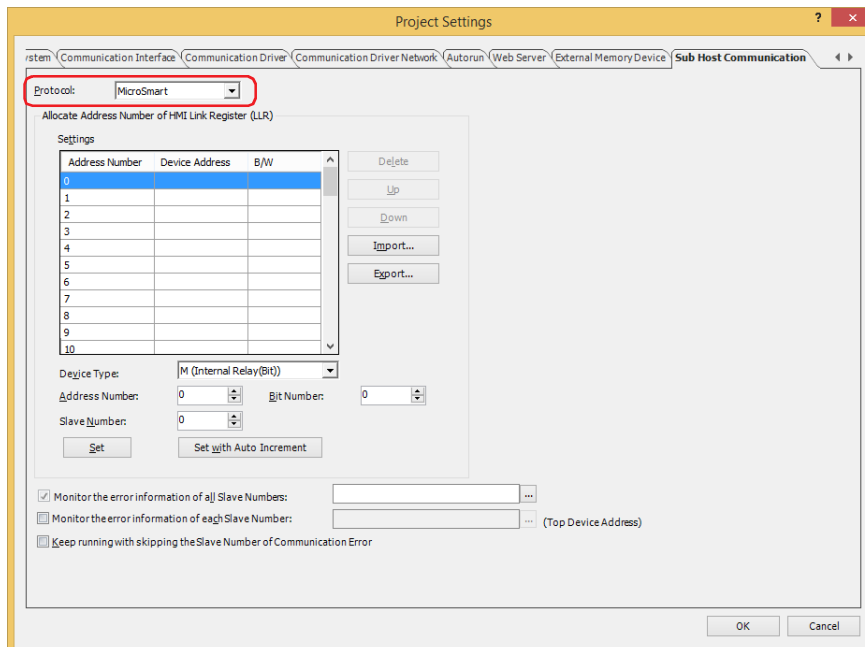 Project Settings
? ×
stem Communication Interface Communication Driver Communication Driver Network Autorun Web Server External Memory Device Sub Host Communication
Protocol: MicroSmart
Allocate Address Number of HMI Link Register (LLR)
Settings
Address Number Device Address B/W
0
1
2
3
4
5
6
7
8
9
10
Delete
Up
Down
Import...
Export...
Device Type: M (Internal Relay(Bit))
Address Number: 0 Bit Number: 0
Slave Number: 0
Set Set with Auto Increment
Monitor the error information of all Slave Numbers: ...
Monitor the error information of each Slave Number: ... (Top Device Address)
Keep running with skipping the Slave Number of Communication Error
OK Cancel